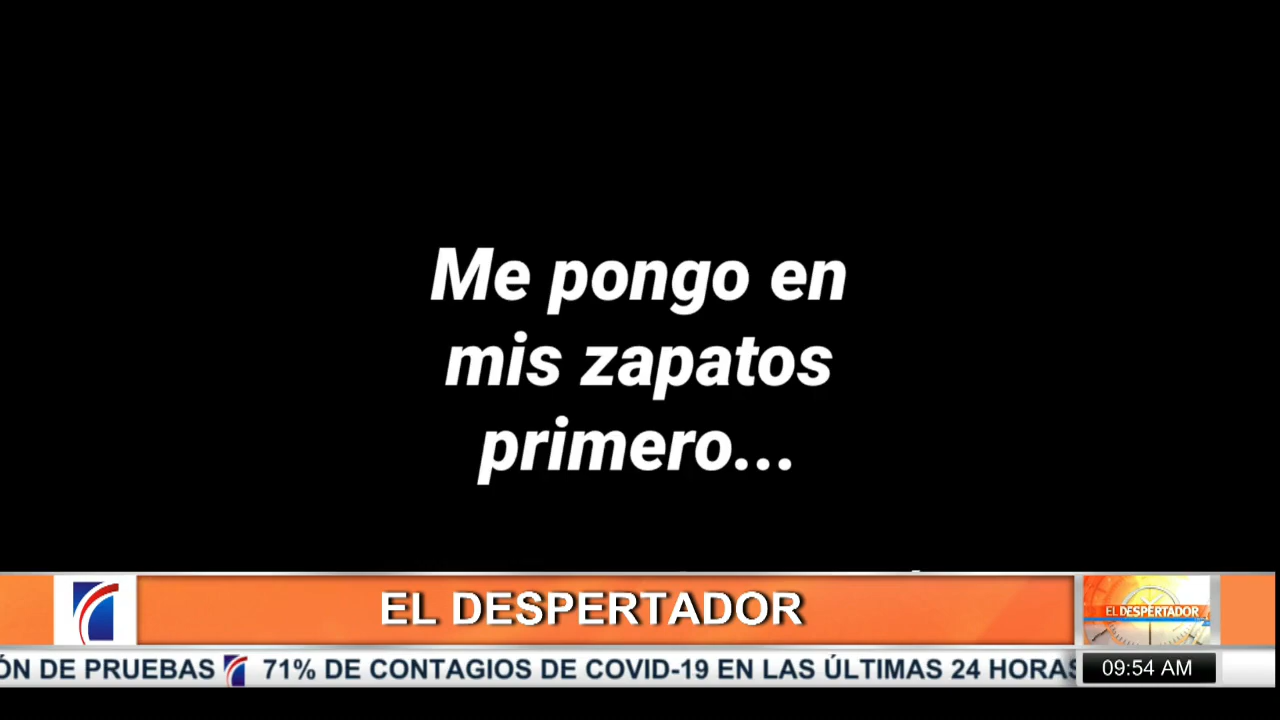 Me pongo en
mis zapatos
primero...
EL DESPERTADOR
EL DESPERTADOR
ÓN DE PRUEBAS 71% DE CONTAGIOS DE COVID-19 EN LAS ÚLTIMAS 24 HORAS
09:54 AM